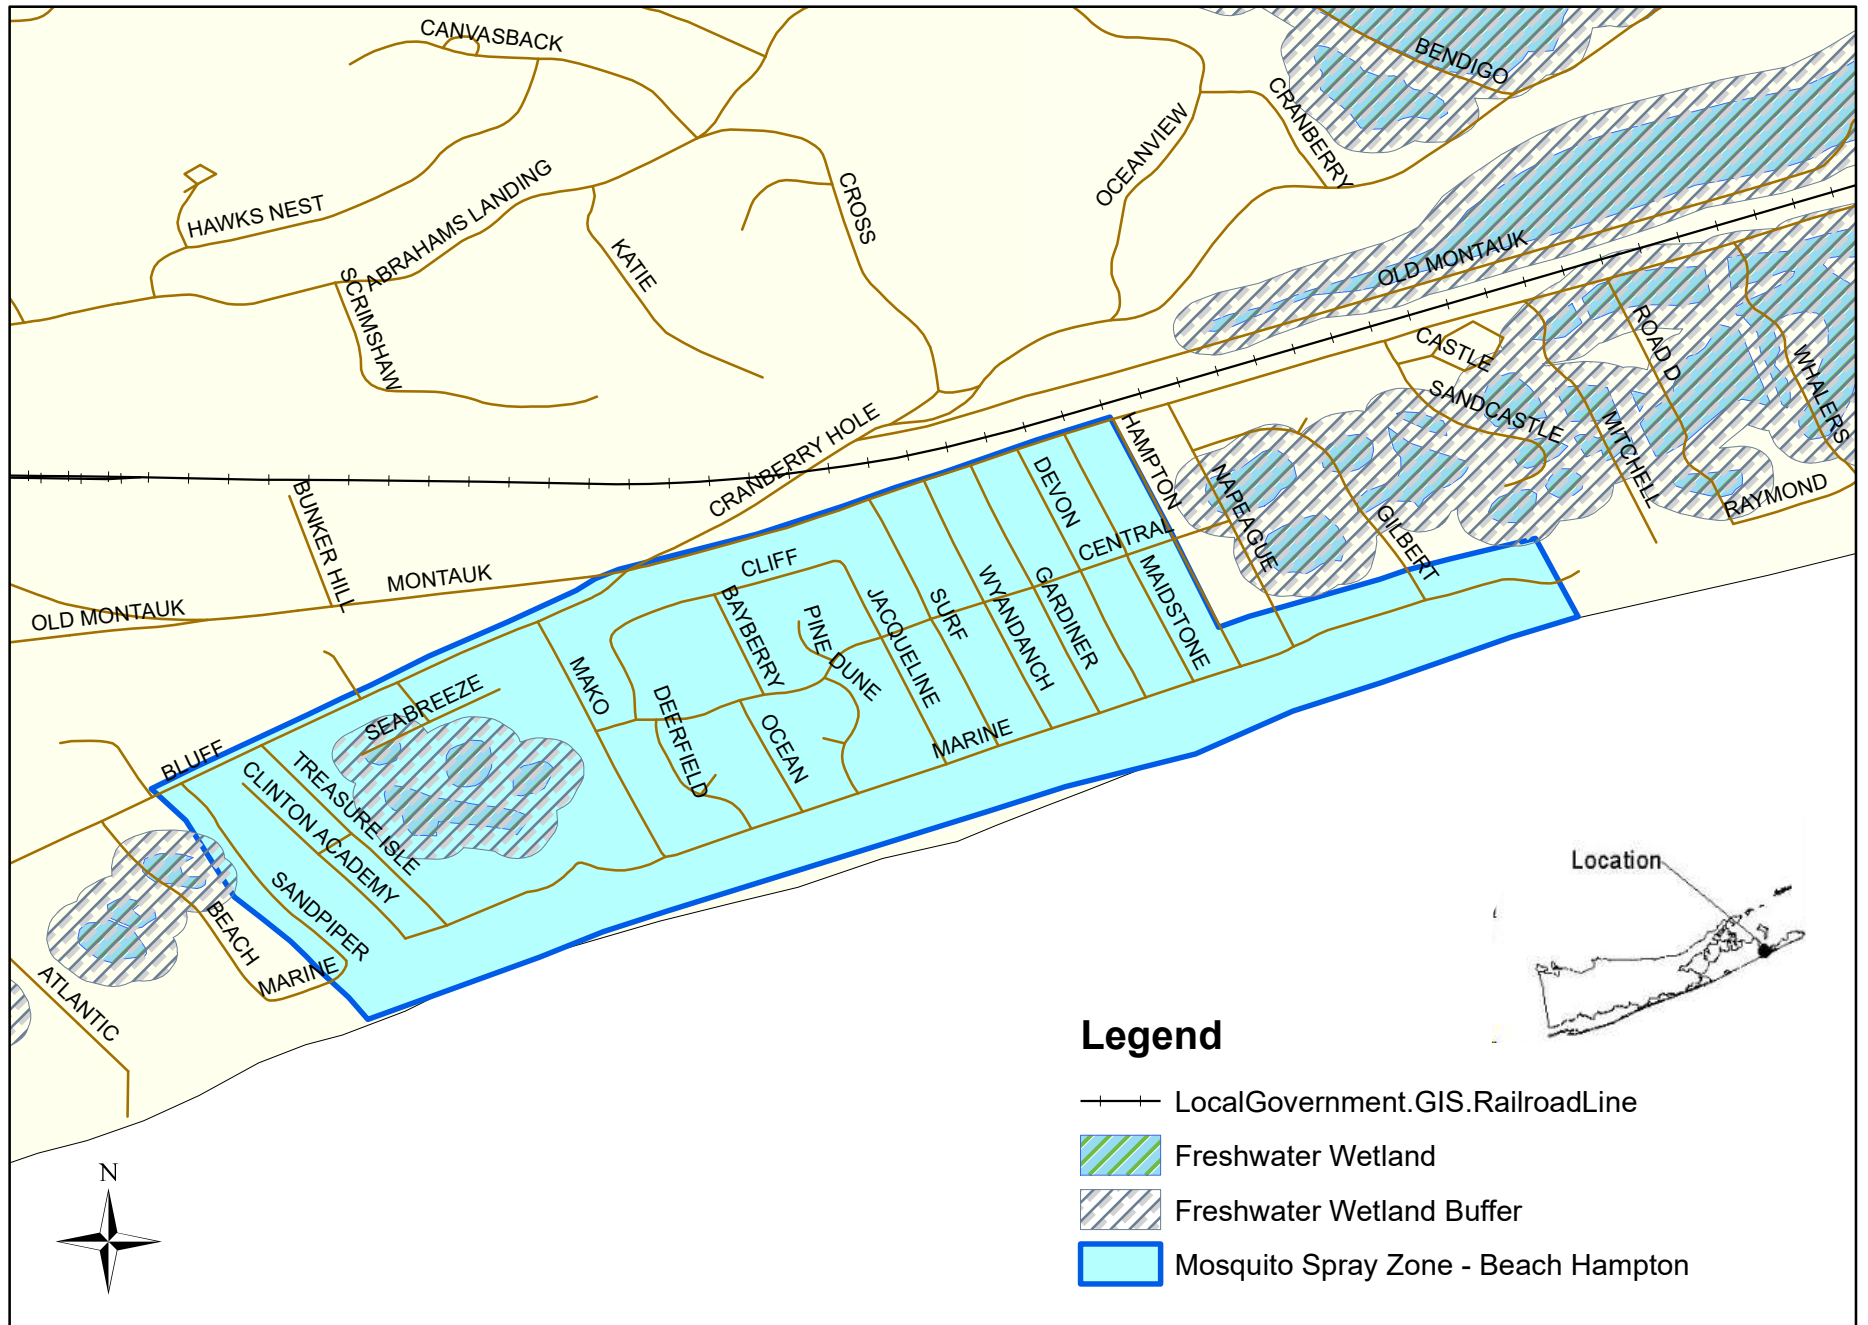 CANVASBACK
BENDIGO
CRANBERRY
OCEANVIEW
HAWKS NEST
ABRAHAMS LANDING
CROSS
KATIE
SCRIMSHAW
OLD MONTAUK
CASTLE
ROAD D
WHALERS
SANDCASTLE
MITCHELL
RAYMOND
CRANBERRY HOLE
HAMPTON
NAPEAGUE
GILBERT
DEVON
CENTRAL
BUNKER HILL
MONTAUK
OLD MONTAUK
CLIFF
BAYBERRY
PINE DUNE
JACQUELINE
SURF
WYANDANCH
GARDINER
MAIDSTONE
MAKO
SEABREEZE
DEERFIELD
OCEAN
MARINE
BLUFF
TREASURE ISLE
CLINTON ACADEMY
SANDPIPER
BEACH
MARINE
ATLANTIC
Location
N
Legend
LocalGovernment.GIS.RailroadLine
Freshwater Wetland
Freshwater Wetland Buffer
Mosquito Spray Zone - Beach Hampton